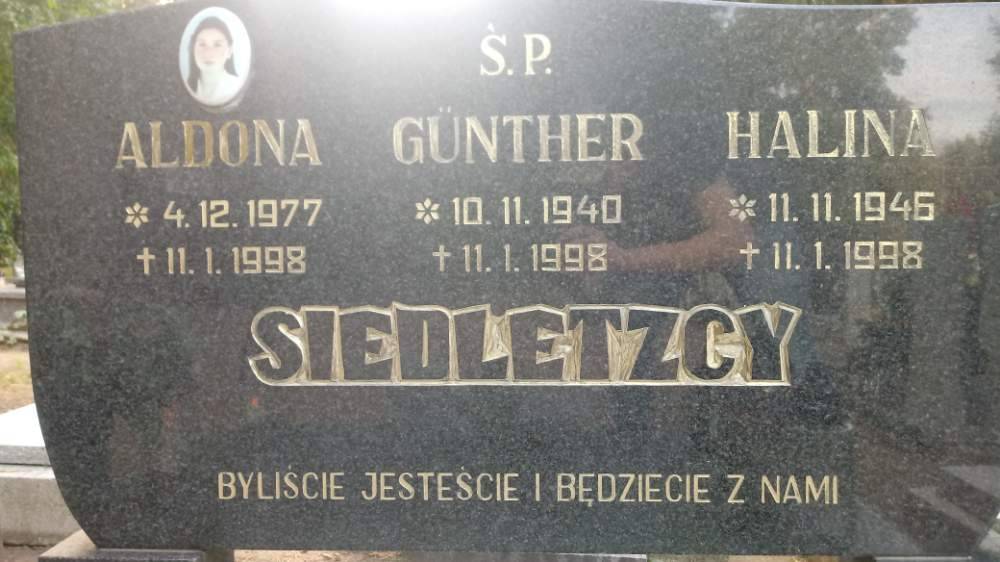 Ś.P.
ALDONA GÜNTHER HALINA
* 4.12.1977 * 10.11.1940 * 11.11.1946
† 11.1.1998 † 11.1.1998 † 11.1.1998
SIEDLETZCY
BYLIŚCIE JESTEŚCIE I BĘDZIECIE Z NAMI